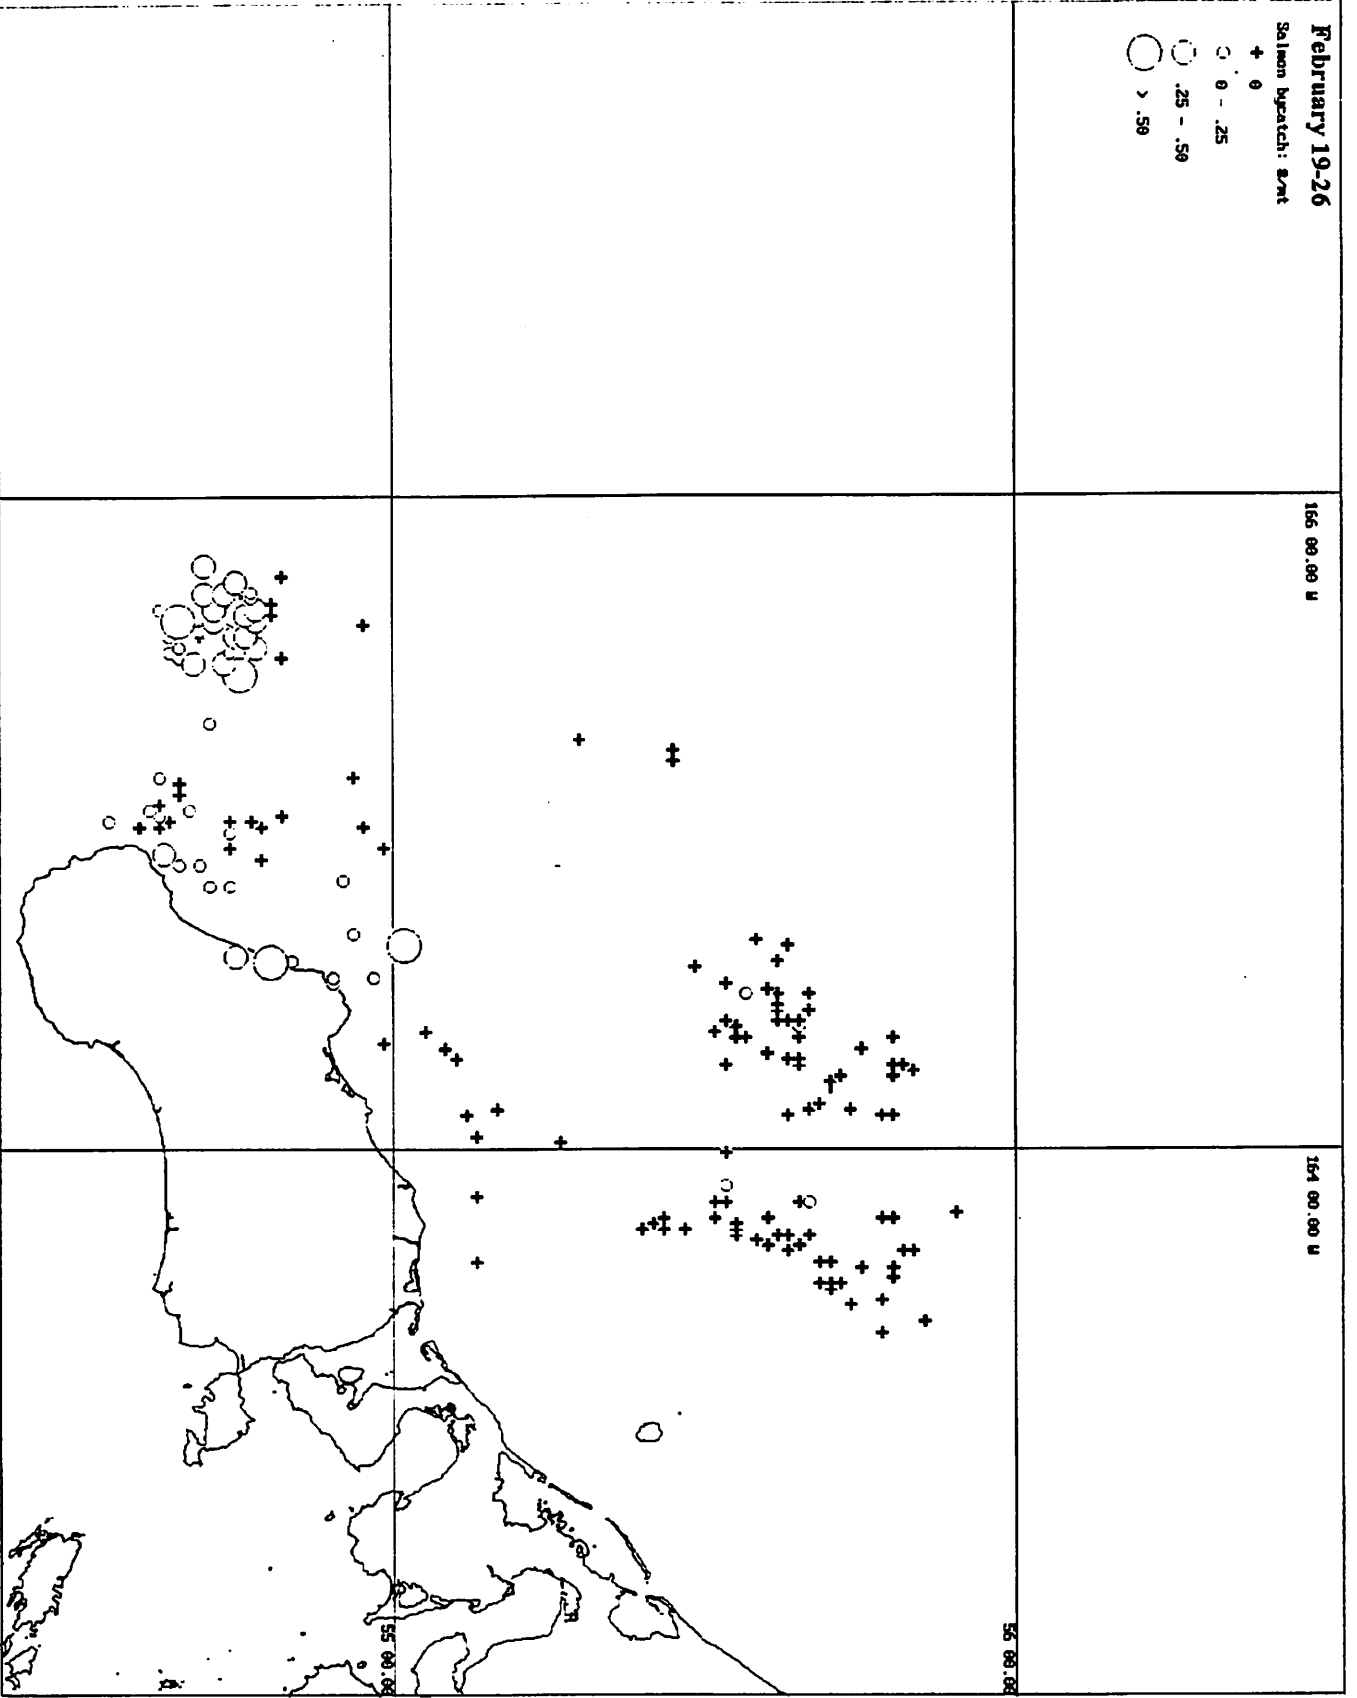 February 19-26
Salmon bycatch: #/mt
+ 0
0 - .25
.25 - .50
> .50
166 00.00 W
164 00.00 W
56 00.00
55 00.00